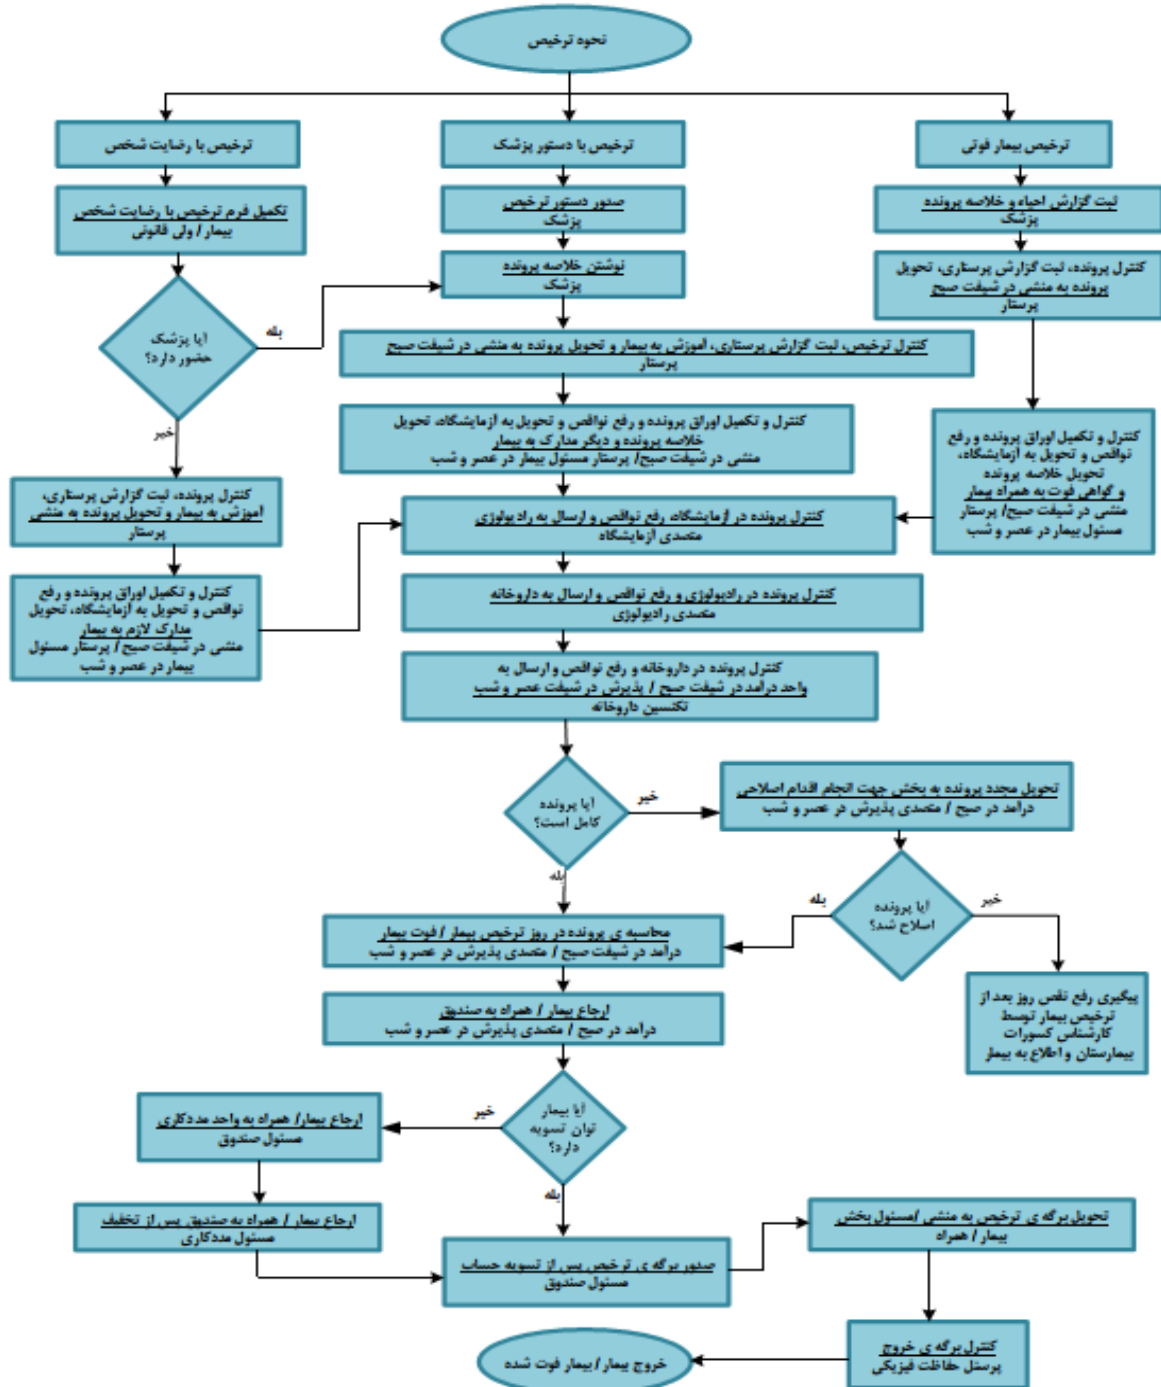 نحوه ترخیص
ترخیص بیمار فوتی
ترخیص با دستور پزشک
ترخیص با رضایت شخص
ثبت گزارش احیاء و خلاصه پرونده
پزشک
صدور دستور ترخیص
پزشک
تکمیل فرم ترخیص با رضایت شخص
بیمار / ولی قانونی
کنترل پرونده، ثبت گزارش پرستاری، تحویل
پرونده به منشی در شیفت صبح
پرستار
نوشتن خلاصه پرونده
پزشک
آیا پزشک
حضور دارد؟
بله
خیر
کنترل ترخیص، ثبت گزارش پرستاری، آموزش به بیمار و تحویل پرونده به منشی در شیفت صبح
پرستار
کنترل و تکمیل اوراق پرونده و رفع نواقص و تحویل به آزمایشگاه، تحویل
خلاصه پرونده و دیگر مدارک به بیمار
منشی در شیفت صبح/ پرستار مسئول بیمار در عصر و شب
کنترل و تکمیل اوراق پرونده و رفع
نواقص و تحویل به آزمایشگاه،
تحویل خلاصه پرونده
و گواهی فوت به همراه بیمار
منشی در شیفت صبح/ پرستار
مسئول بیمار در عصر و شب
کنترل پرونده، ثبت گزارش پرستاری،
آموزش به بیمار و تحویل پرونده به منشی
پرستار
کنترل پرونده در آزمایشگاه، رفع نواقص و ارسال به رادیولوژی
متصدی آزمایشگاه
کنترل و تکمیل اوراق پرونده و رفع
نواقص و تحویل به آزمایشگاه، تحویل
مدارک لازم به بیمار
منشی در شیفت صبح/ پرستار مسئول
بیمار در عصر و شب
کنترل پرونده در رادیولوژی و رفع نواقص و ارسال به داروخانه
متصدی رادیولوژی
کنترل پرونده در داروخانه و رفع نواقص و ارسال به
واحد درآمد در شیفت صبح / پذیرش در شیفت عصر و شب
تکنسین داروخانه
آیا پرونده
کامل است؟
خیر
بله
تحویل مجدد پرونده به بخش جهت انجام اقدام اصلاحی
درآمد در صبح / متصدی پذیرش در عصر و شب
آیا پرونده
اصلاح شد؟
بله
خیر
محاسبه ی پرونده در روز ترخیص بیمار / فوت بیمار
درآمد در شیفت صبح / متصدی پذیرش در عصر و شب
پیگیری رفع نقص روز بعد از
ترخیص بیمار توسط
کارشناس کسورات
بیمارستان و اطلاع به بیمار
ارجاع بیمار / همراه به صندوق
درآمد در صبح / متصدی پذیرش در عصر و شب
آیا بیمار
توان تسویه
دارد؟
خیر
بله
ارجاع بیمار/ همراه به واحد مددکاری
مسئول صندوق
ارجاع بیمار / همراه به صندوق پس از تخفیف
مسئول مددکاری
صدور برگه ی ترخیص پس از تسویه حساب
مسئول صندوق
تحویل برگه ی ترخیص به منشی /مسئول بخش
بیمار / همراه
کنترل برگه ی خروج
پرسنل حفاظت فیزیکی
خروج بیمار / بیمار فوت شده